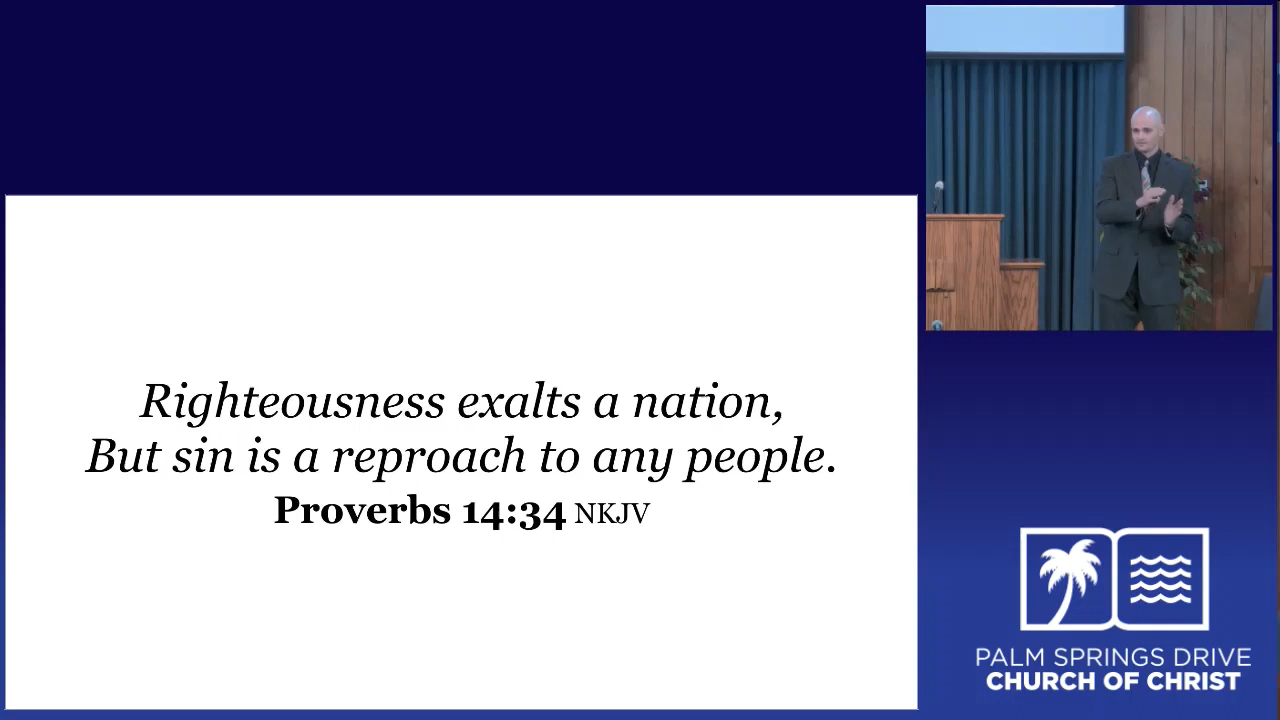 Righteousness exalts a nation,
But sin is a reproach to any people.
Proverbs 14:34 NKJV
PALM SPRINGS DRIVE
CHURCH OF CHRIST